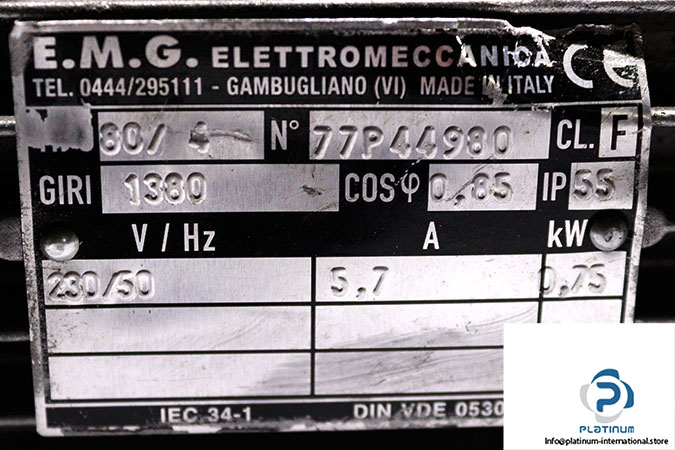 E.M.G. ELETTROMECCANICA CE
TEL. 0444/295111 - GAMBUGLIANO (VI) MADE IN ITALY
80/ 4 N° 77P44980 CL. F
GIRI 1380 COSφ 0,85 IP 55
V / Hz A kW
230/50 5,7 0,75
IEC 34-1 DIN VDE 0530
PLATINUM
Info@platinum-international.store